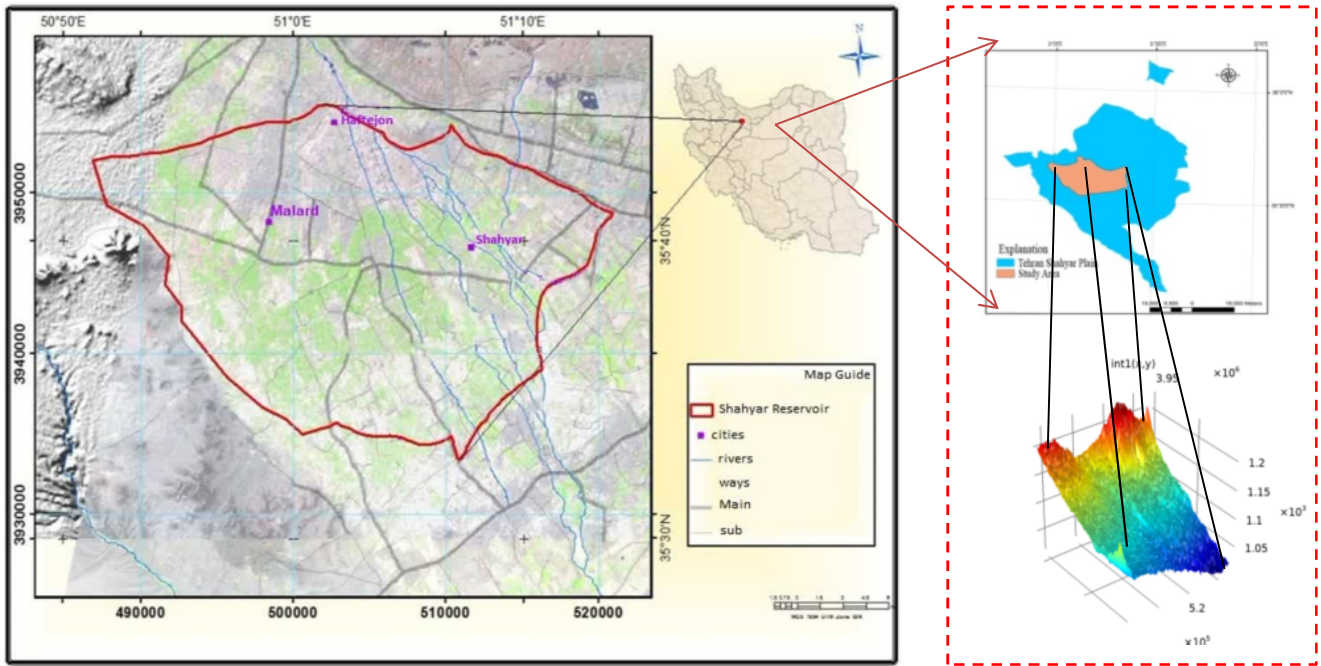 50°50'E
51°0'E
51°10'E
N
Haftejon
Malard
Shahyar
3950000
3940000
3930000
35°40'N
35°30'N
490000
500000
510000
520000
Map Guide
Shahyar Reservoir
cities
rivers
ways
Main
sub
Explanation
Tehran Shahyar Plain
Study Area
int1(x,y)
3.95
×10⁶
1.2
1.15
1.1
×10³
1.05
5.2
×10⁵